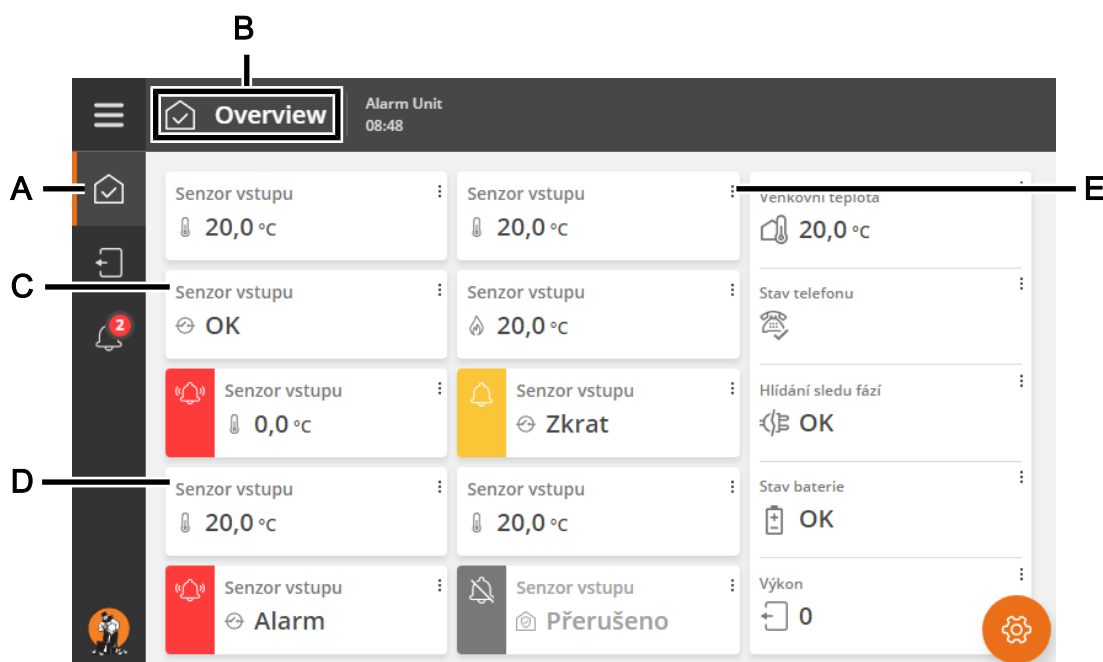 B
Overview
Alarm Unit
08:48
A
E
Senzor vstupu
20,0 °C
Senzor vstupu
20,0 °C
Venkovní teplota
20,0 °C
C
Senzor vstupu
OK
Senzor vstupu
20,0 °C
Stav telefonu
2
Senzor vstupu
0,0 °C
Senzor vstupu
Zkrat
Hlídání sledu fází
OK
D
Senzor vstupu
20,0 °C
Senzor vstupu
20,0 °C
Stav baterie
OK
Senzor vstupu
Alarm
Senzor vstupu
Přerušeno
Výkon
0